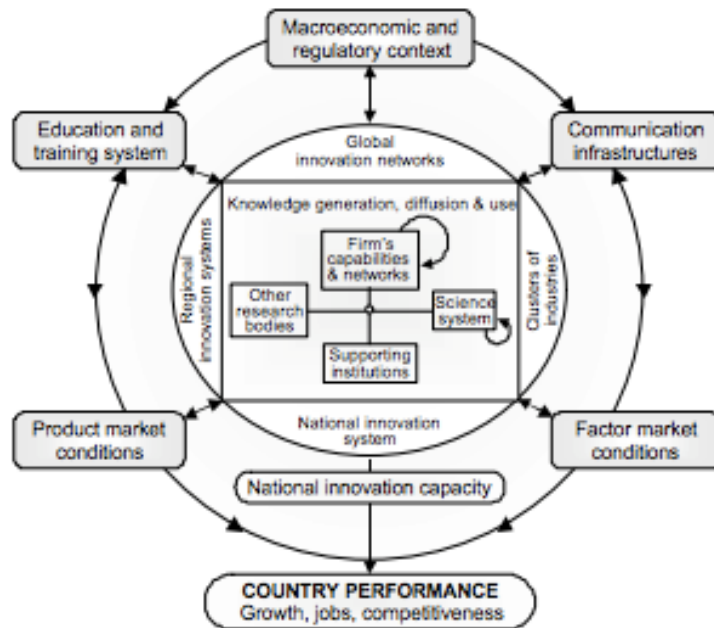 Macroeconomic and
regulatory context
Education and
training system
Communication
infrastructures
Global
innovation networks
Knowledge generation, diffusion & use
Regional
innovation systems
Clusters of
industries
Firm's
capabilities
& networks
Other
research
bodies
Science
system
Supporting
institutions
Product market
conditions
National innovation
system
Factor market
conditions
National innovation capacity
COUNTRY PERFORMANCE
Growth, jobs, competitiveness